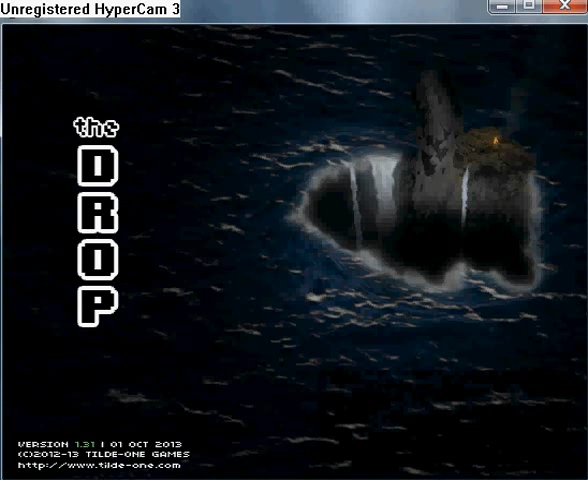 Unregistered HyperCam 3
the
DROP
VERSION 1.31 | 01 OCT 2013
(C)2012-13 TILDE-ONE GAMES
http://www.tilde-one.com